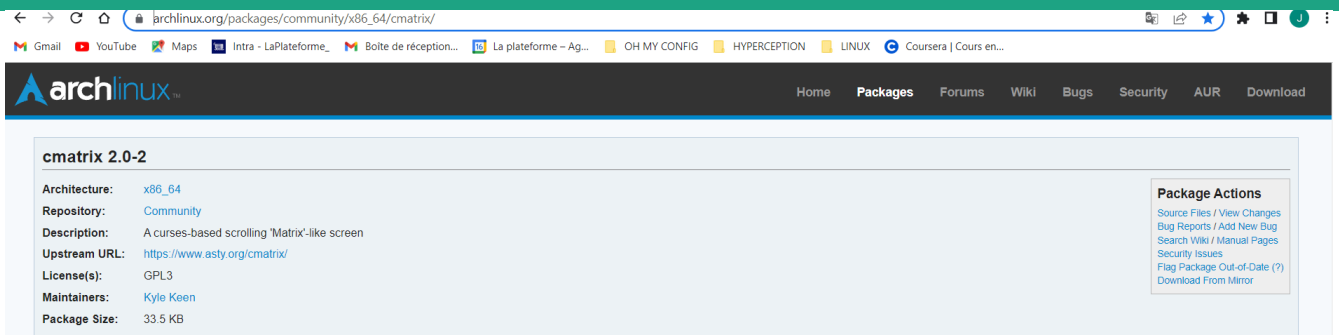 archlinux.org/packages/community/x86_64/cmatrix/
J
Gmail YouTube Maps Intra - LaPlateforme_ Boîte de réception... 16 La plateforme – Ag... OH MY CONFIG HYPERCEPTION LINUX Coursera | Cours en...
archlinux™ Home Packages Forums Wiki Bugs Security AUR Download
cmatrix 2.0-2
Architecture: x86_64
Repository: Community
Description: A curses-based scrolling 'Matrix'-like screen
Upstream URL: https://www.asty.org/cmatrix/
License(s): GPL3
Maintainers: Kyle Keen
Package Size: 33.5 KB
Package Actions
Source Files / View Changes
Bug Reports / Add New Bug
Search Wiki / Manual Pages
Security Issues
Flag Package Out-of-Date (?)
Download From Mirror